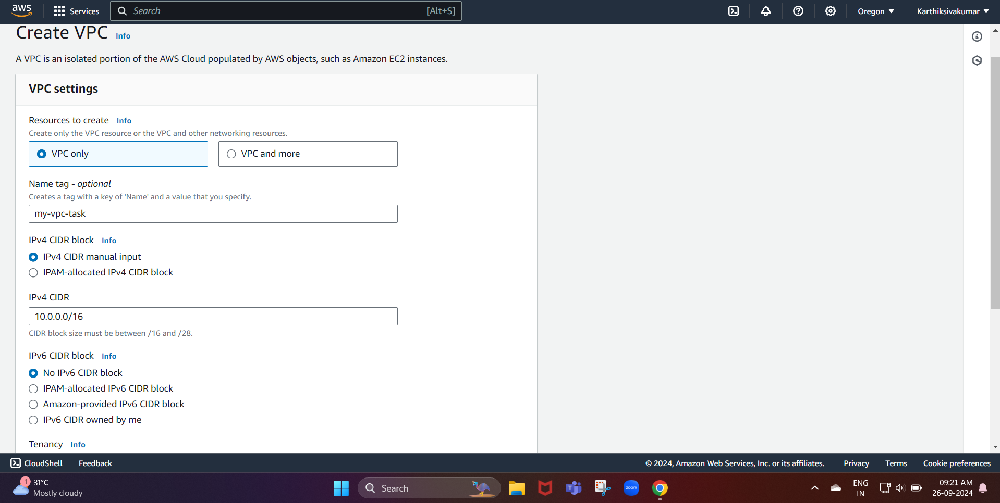 aws
Services
Search
[Alt+S]
Oregon
Karthiksivakumar
Create VPC Info
A VPC is an isolated portion of the AWS Cloud populated by AWS objects, such as Amazon EC2 instances.
VPC settings
Resources to create Info
Create only the VPC resource or the VPC and other networking resources.
VPC only
VPC and more
Name tag - optional
Creates a tag with a key of 'Name' and a value that you specify.
my-vpc-task
IPv4 CIDR block Info
IPv4 CIDR manual input
IPAM-allocated IPv4 CIDR block
IPv4 CIDR
10.0.0.0/16
CIDR block size must be between /16 and /28.
IPv6 CIDR block Info
No IPv6 CIDR block
IPAM-allocated IPv6 CIDR block
Amazon-provided IPv6 CIDR block
IPv6 CIDR owned by me
Tenancy Info
CloudShell
Feedback
© 2024, Amazon Web Services, Inc. or its affiliates.
Privacy
Terms
Cookie preferences
1
31°C
Mostly cloudy
Search
T
zoom
ENG
IN
09:21 AM
26-09-2024